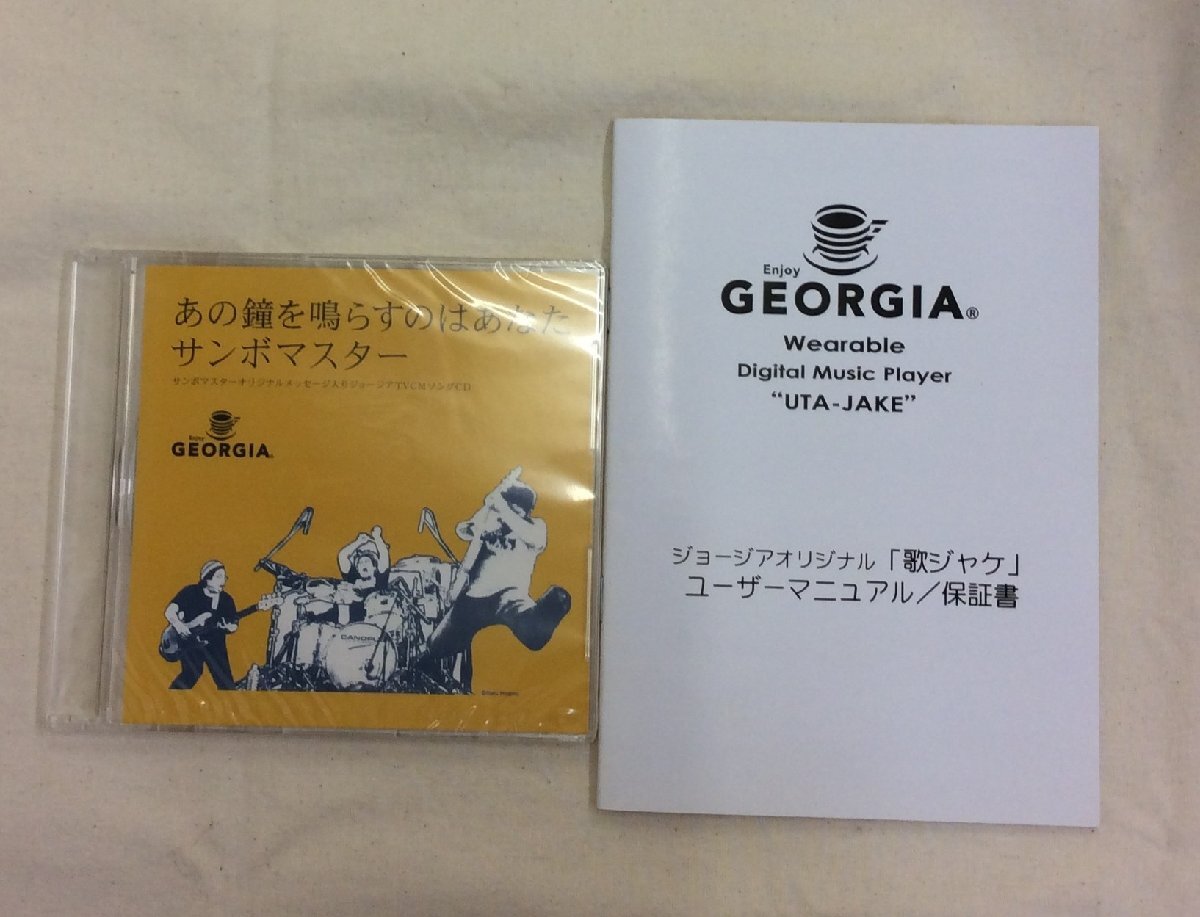 あの鐘を鳴らすのはあなた
サンボマスター
サンボマスターオリジナルメッセージ入りジョージアTVCMソングCD
Enjoy
GEORGIA
CANOPUS
Enjoy
GEORGIA®
Wearable
Digital Music Player
“UTA-JAKE”
ジョージアオリジナル「歌ジャケ」
ユーザーマニュアル／保証書